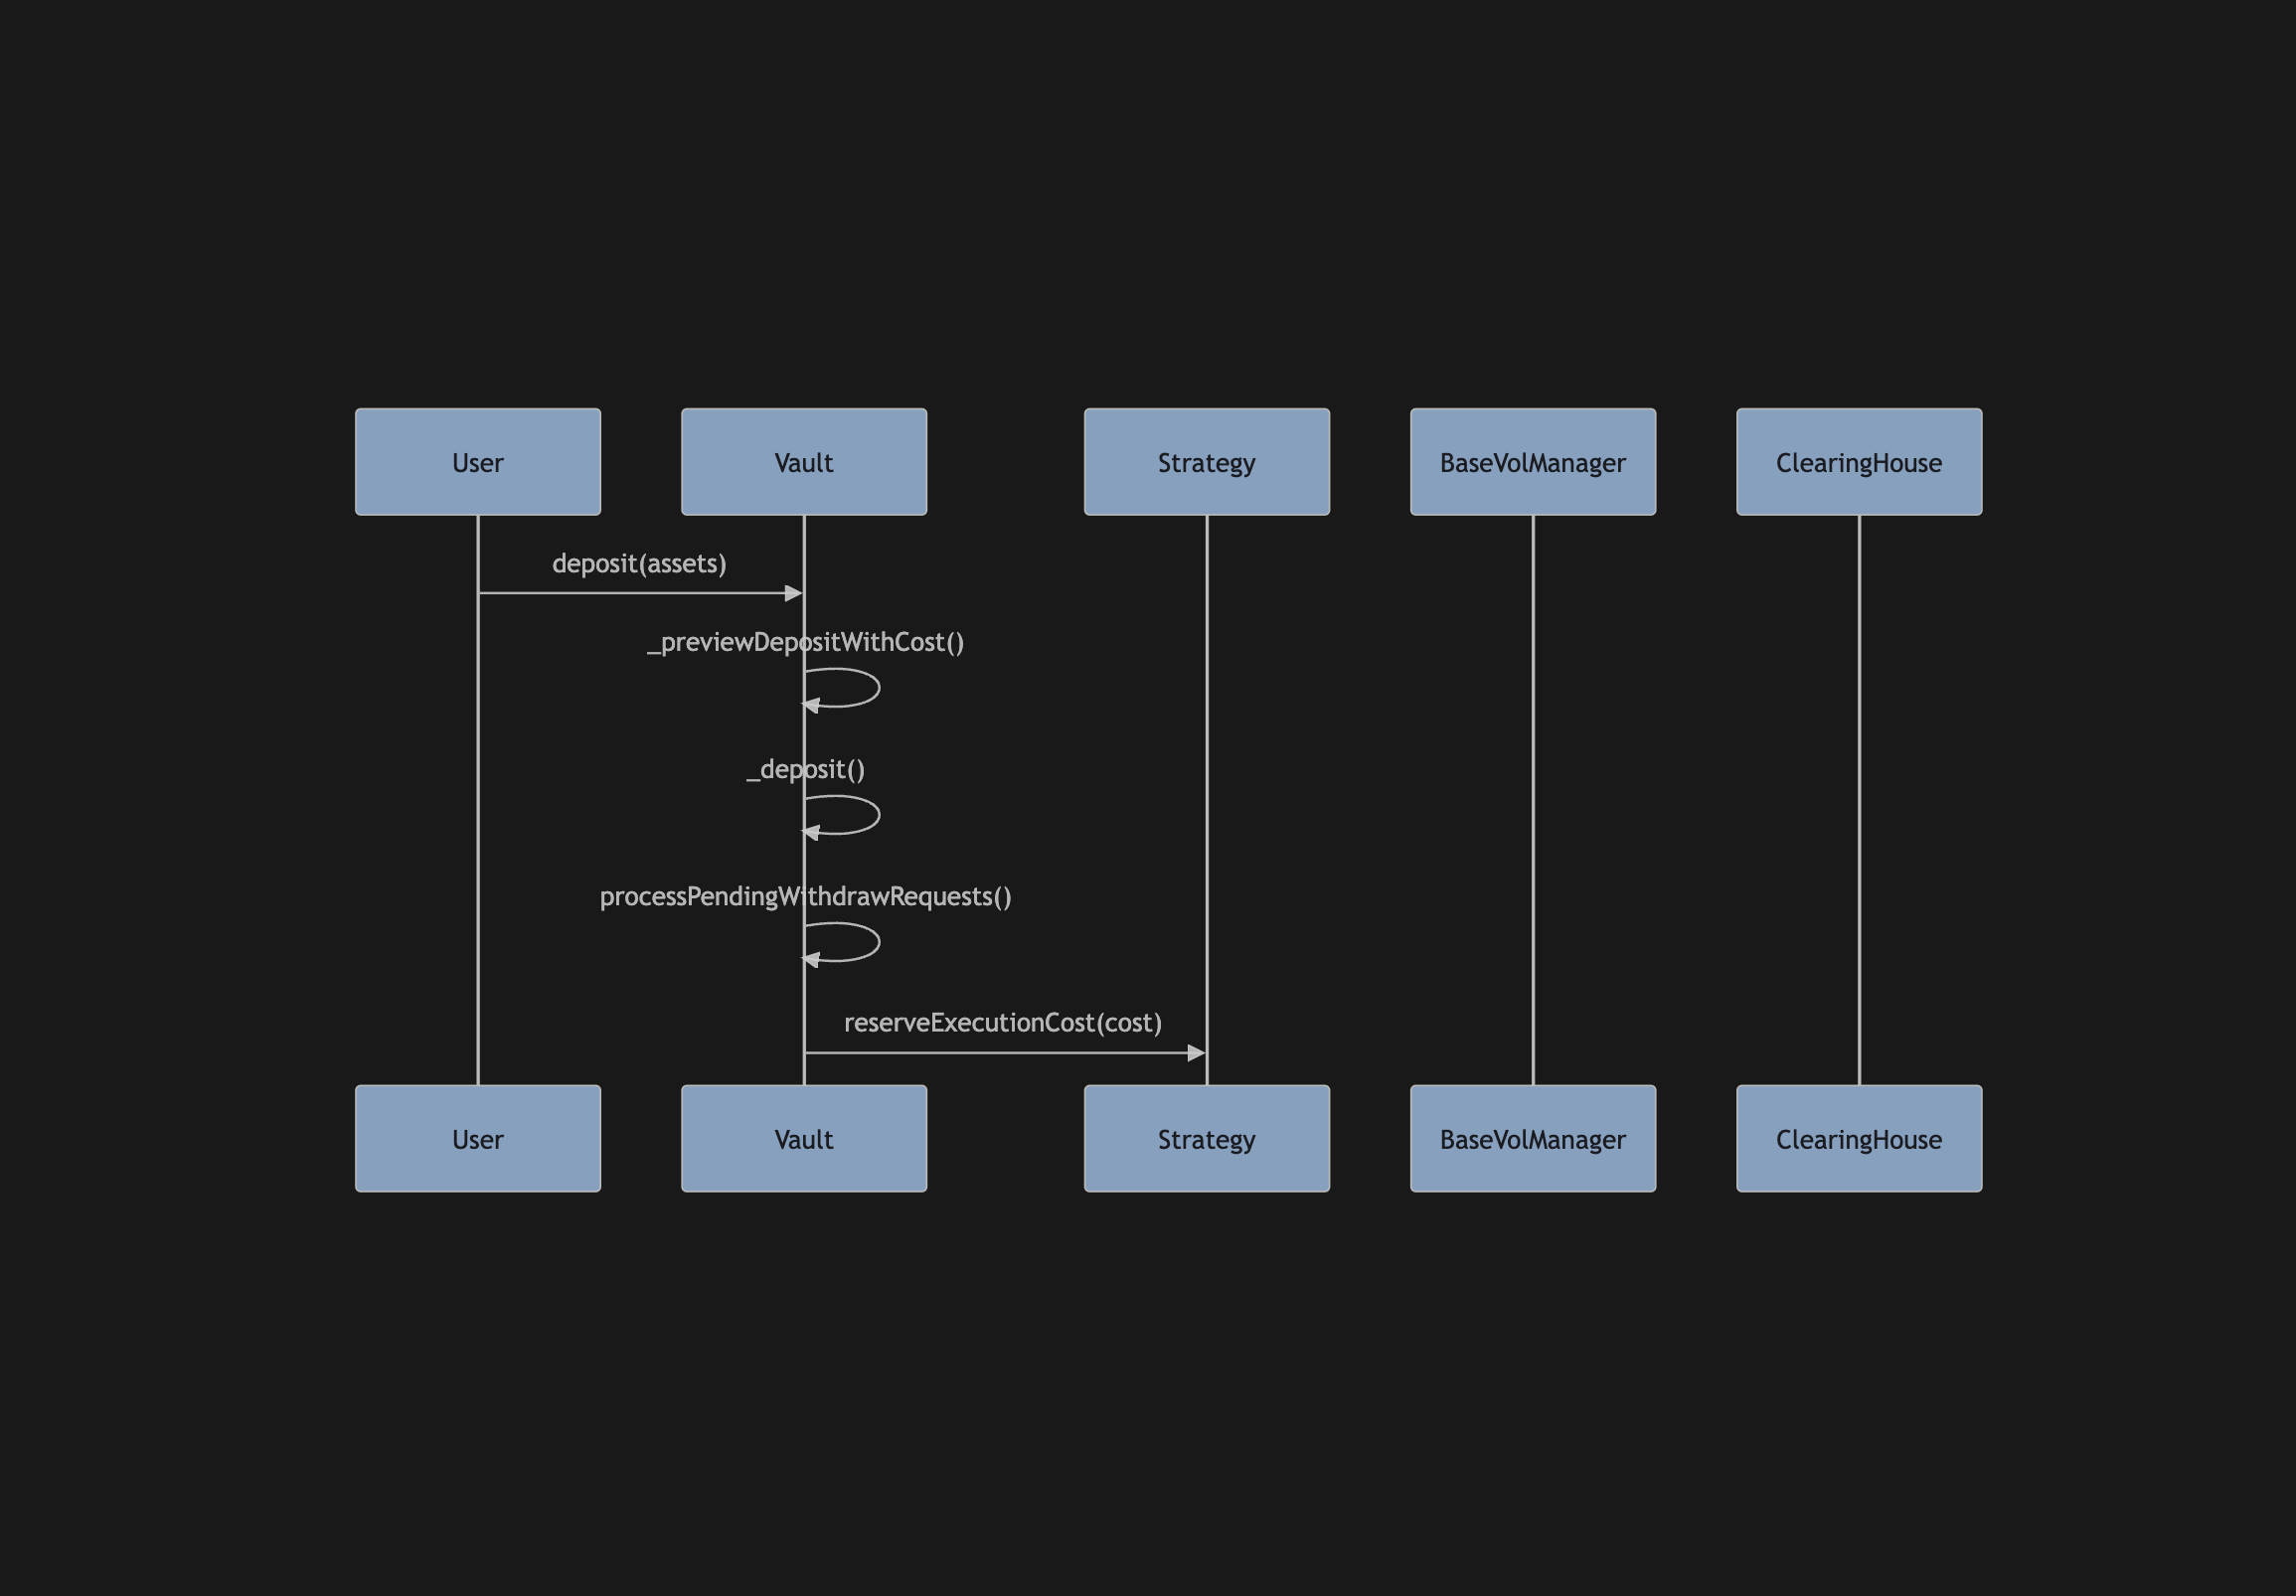 User
Vault
Strategy
BaseVolManager
ClearingHouse
deposit(assets)
_previewDepositWithCost()
_deposit()
processPendingWithdrawRequests()
reserveExecutionCost(cost)
User
Vault
Strategy
BaseVolManager
ClearingHouse